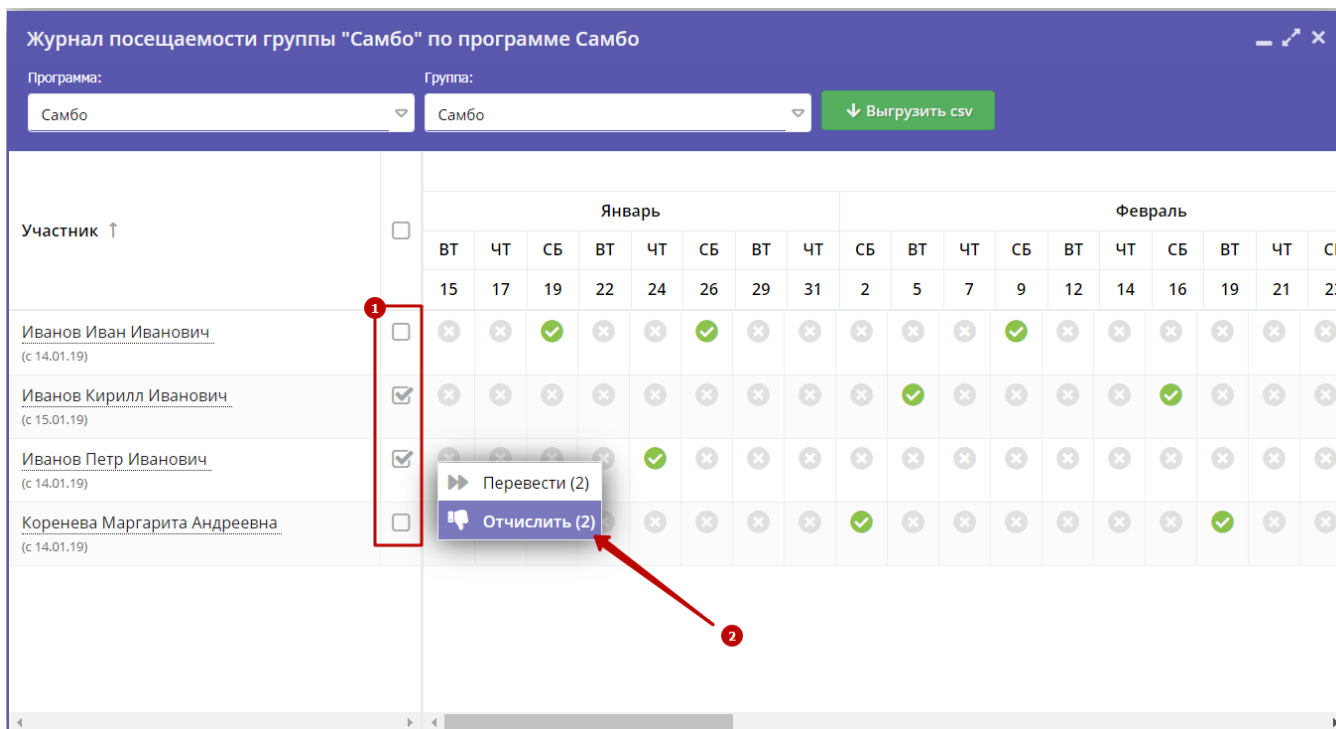 Журнал посещаемости группы "Самбо" по программе Самбо
Программа: Группа:
Самбо Самбо Выгрузить csv
Январь Февраль
Участник ↑
ВТ ЧТ СБ ВТ ЧТ СБ ВТ ЧТ СБ ВТ ЧТ СБ ВТ ЧТ СБ ВТ ЧТ
15 17 19 22 24 26 29 31 2 5 7 9 12 14 16 19 21
1
Иванов Иван Иванович
(с 14.01.19)
Иванов Кирилл Иванович
(с 15.01.19)
Иванов Петр Иванович
(с 14.01.19)
Перевести (2)
Отчислить (2)
Коренева Маргарита Андреевна
(с 14.01.19)
2